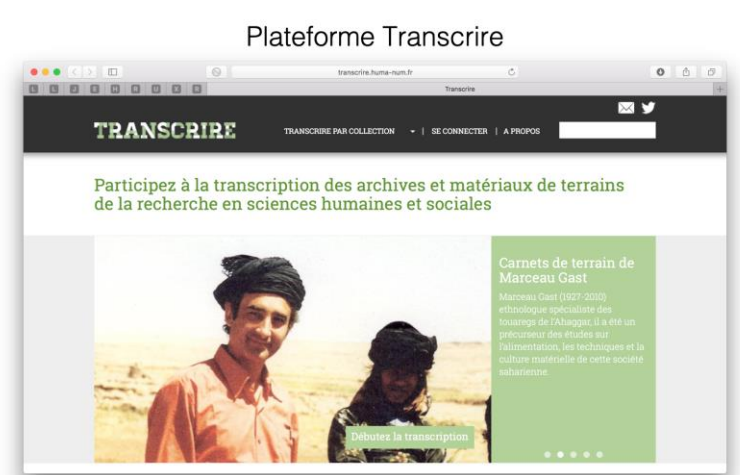 Plateforme Transcrire
transcrire.huma-num.fr
Transcrire
TRANSCRIRE
TRANSCRIRE PAR COLLECTION | SE CONNECTER | A PROPOS
Participez à la transcription des archives et matériaux de terrains
de la recherche en sciences humaines et sociales
Carnets de terrain de
Marceau Gast
Marceau Gast (1927-2010)
ethnologue spécialiste des
touaregs de l'Ahaggar, il a été un
précurseur des études sur
l'alimentation, les techniques et la
culture matérielle de cette société
saharienne.
Débutez la transcription